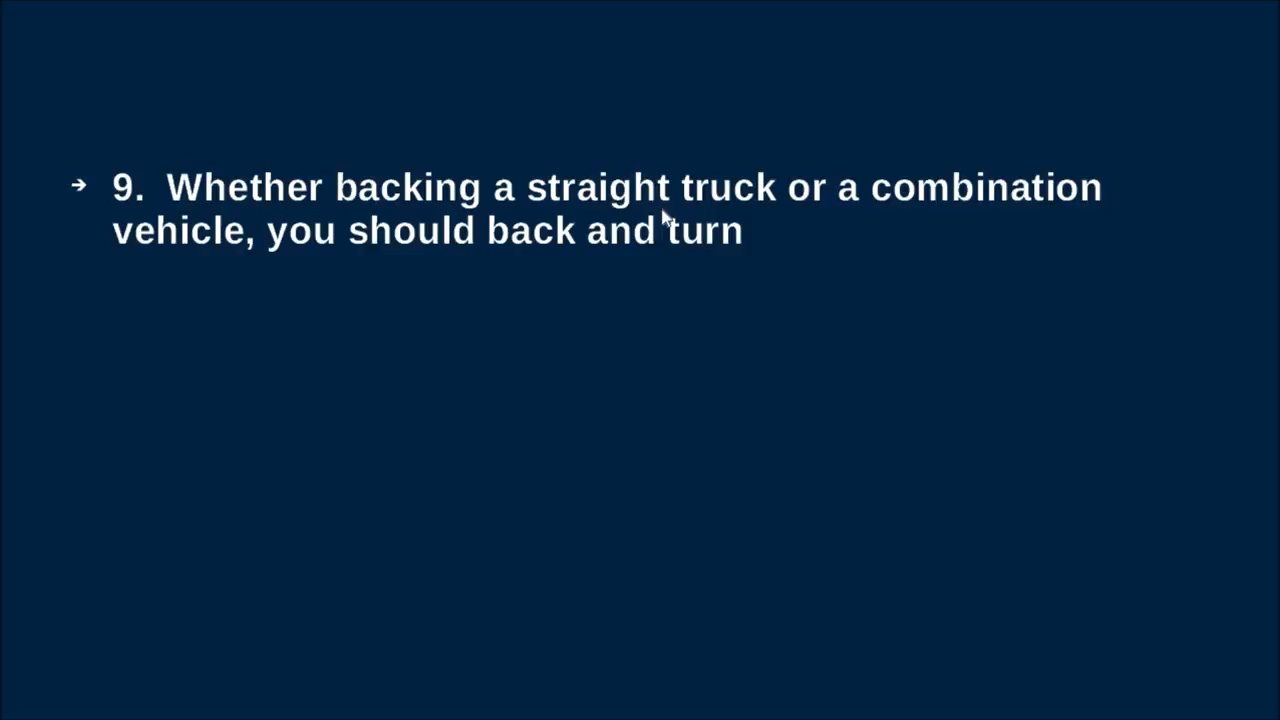 ➔ 9. Whether backing a straight truck or a combination
vehicle, you should back and turn